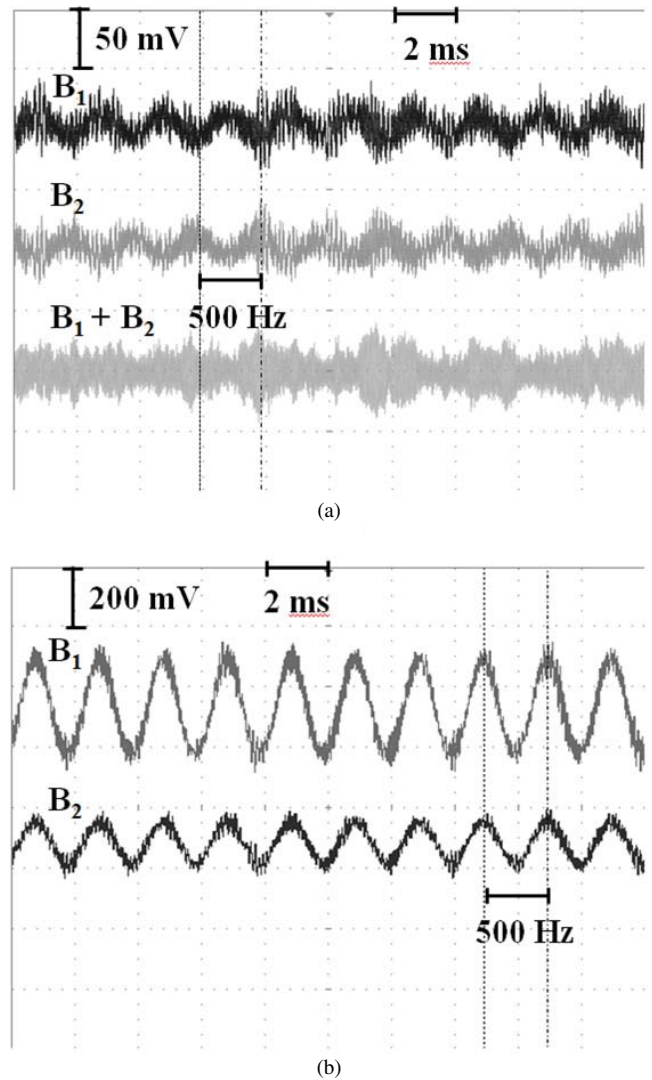 50 mV
2 ms
B₁
B₂
B₁ + B₂ 500 Hz
(a)
200 mV 2 ms
B₁
B₂
500 Hz
(b)